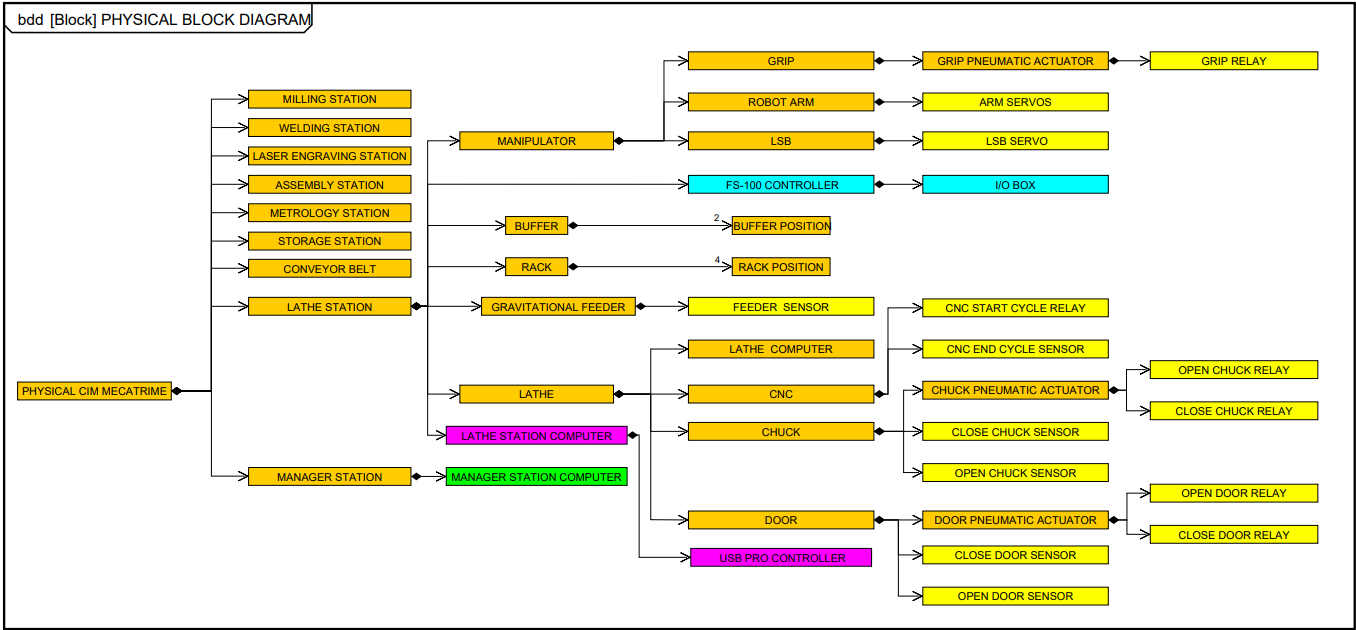 bdd [Block] PHYSICAL BLOCK DIAGRAM
GRIP
GRIP PNEUMATIC ACTUATOR
GRIP RELAY
MILLING STATION
ROBOT ARM
ARM SERVOS
WELDING STATION
MANIPULATOR
LSB
LSB SERVO
LASER ENGRAVING STATION
ASSEMBLY STATION
FS-100 CONTROLLER
I/O BOX
METROLOGY STATION
BUFFER
2
BUFFER POSITION
STORAGE STATION
CONVEYOR BELT
RACK
4
RACK POSITION
LATHE STATION
GRAVITATIONAL FEEDER
FEEDER SENSOR
CNC START CYCLE RELAY
LATHE COMPUTER
CNC END CYCLE SENSOR
OPEN CHUCK RELAY
PHYSICAL CIM MECATRIME
LATHE
CNC
CHUCK PNEUMATIC ACTUATOR
CLOSE CHUCK RELAY
LATHE STATION COMPUTER
CHUCK
CLOSE CHUCK SENSOR
MANAGER STATION
MANAGER STATION COMPUTER
OPEN CHUCK SENSOR
OPEN DOOR RELAY
DOOR
DOOR PNEUMATIC ACTUATOR
CLOSE DOOR RELAY
USB PRO CONTROLLER
CLOSE DOOR SENSOR
OPEN DOOR SENSOR